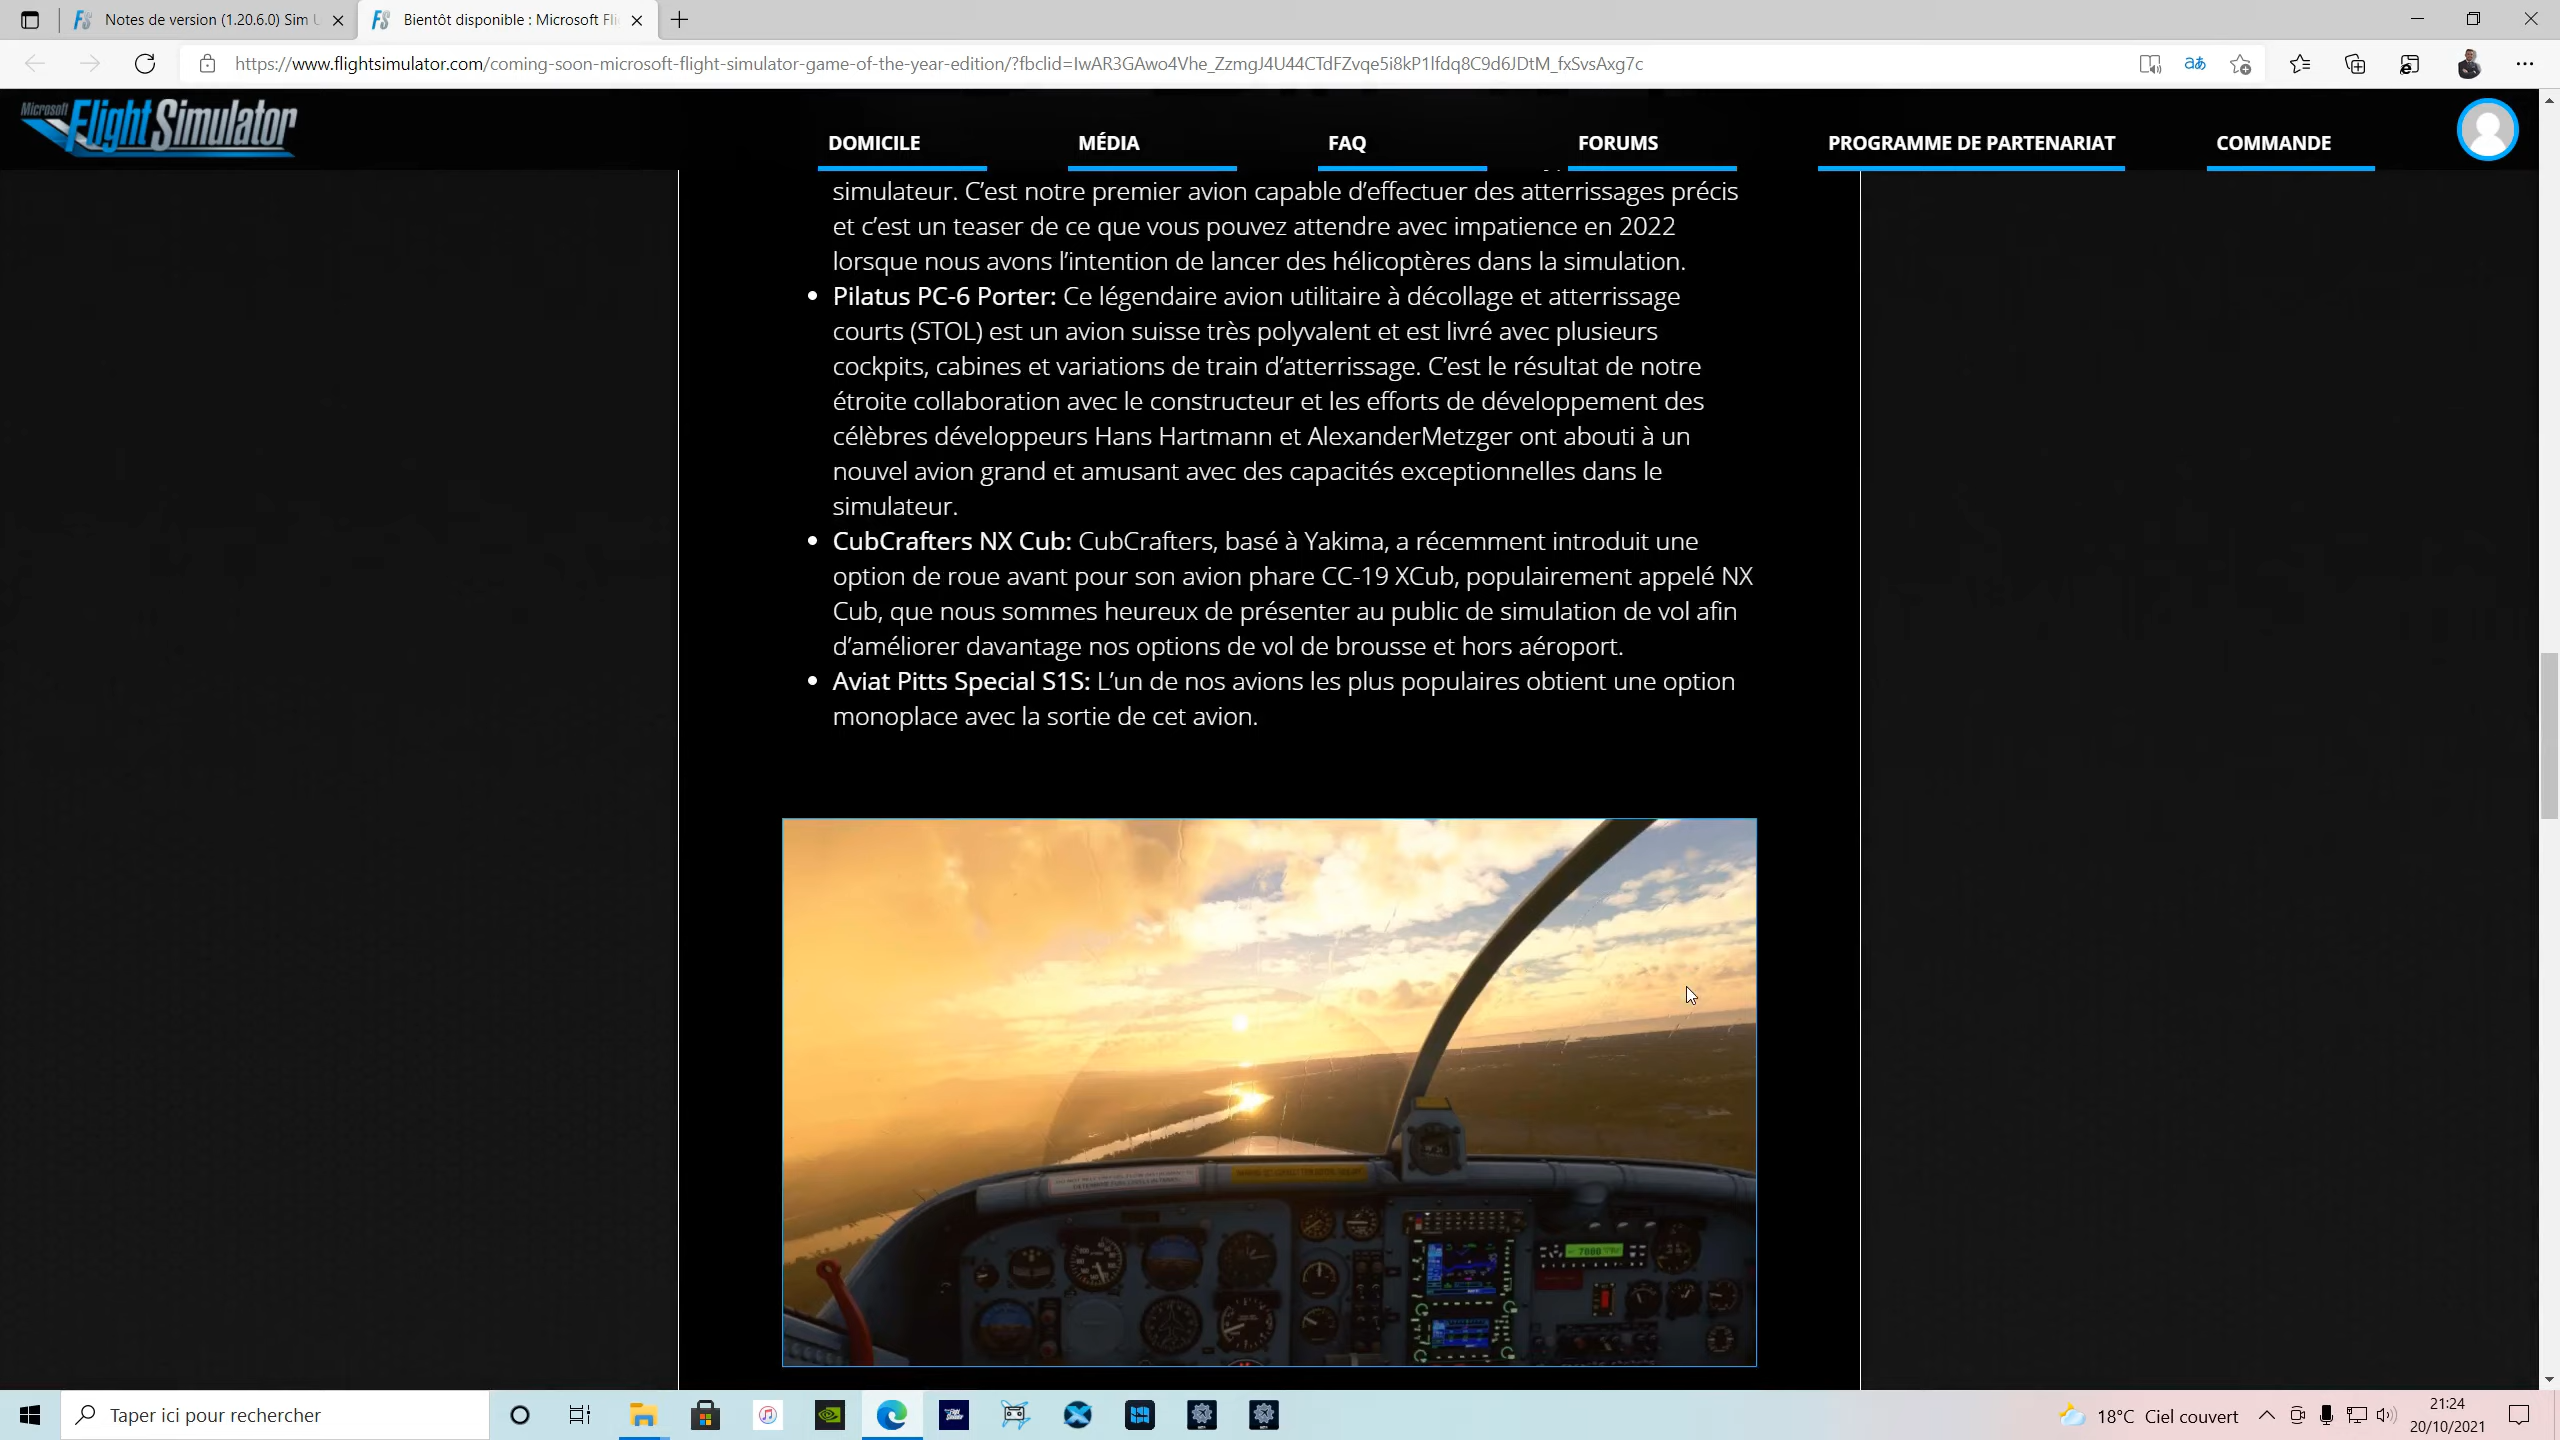 Notes de version (1.20.6.0) Sim U
Bientôt disponible : Microsoft Fli
https://www.flightsimulator.com/coming-soon-microsoft-flight-simulator-game-of-the-year-edition/?fbclid=IwAR3GAwo4Vhe_ZzmgJ4U44CTdFZvqe5i8kP1lfdq8C9d6JDtM_fxSvsAxg7c
Microsoft Flight Simulator
DOMICILE
MÉDIA
FAQ
FORUMS
PROGRAMME DE PARTENARIAT
COMMANDE
simulateur. C’est notre premier avion capable d’effectuer des atterrissages précis
et c’est un teaser de ce que vous pouvez attendre avec impatience en 2022
lorsque nous avons l’intention de lancer des hélicoptères dans la simulation.
Pilatus PC-6 Porter: Ce légendaire avion utilitaire à décollage et atterrissage
courts (STOL) est un avion suisse très polyvalent et est livré avec plusieurs
cockpits, cabines et variations de train d’atterrissage. C’est le résultat de notre
étroite collaboration avec le constructeur et les efforts de développement des
célèbres développeurs Hans Hartmann et AlexanderMetzger ont abouti à un
nouvel avion grand et amusant avec des capacités exceptionnelles dans le
simulateur.
CubCrafters NX Cub: CubCrafters, basé à Yakima, a récemment introduit une
option de roue avant pour son avion phare CC-19 XCub, populairement appelé NX
Cub, que nous sommes heureux de présenter au public de simulation de vol afin
d’améliorer davantage nos options de vol de brousse et hors aéroport.
Aviat Pitts Special S1S: L’un de nos avions les plus populaires obtient une option
monoplace avec la sortie de cet avion.
7000
Taper ici pour rechercher
18°C Ciel couvert
21:24
20/10/2021